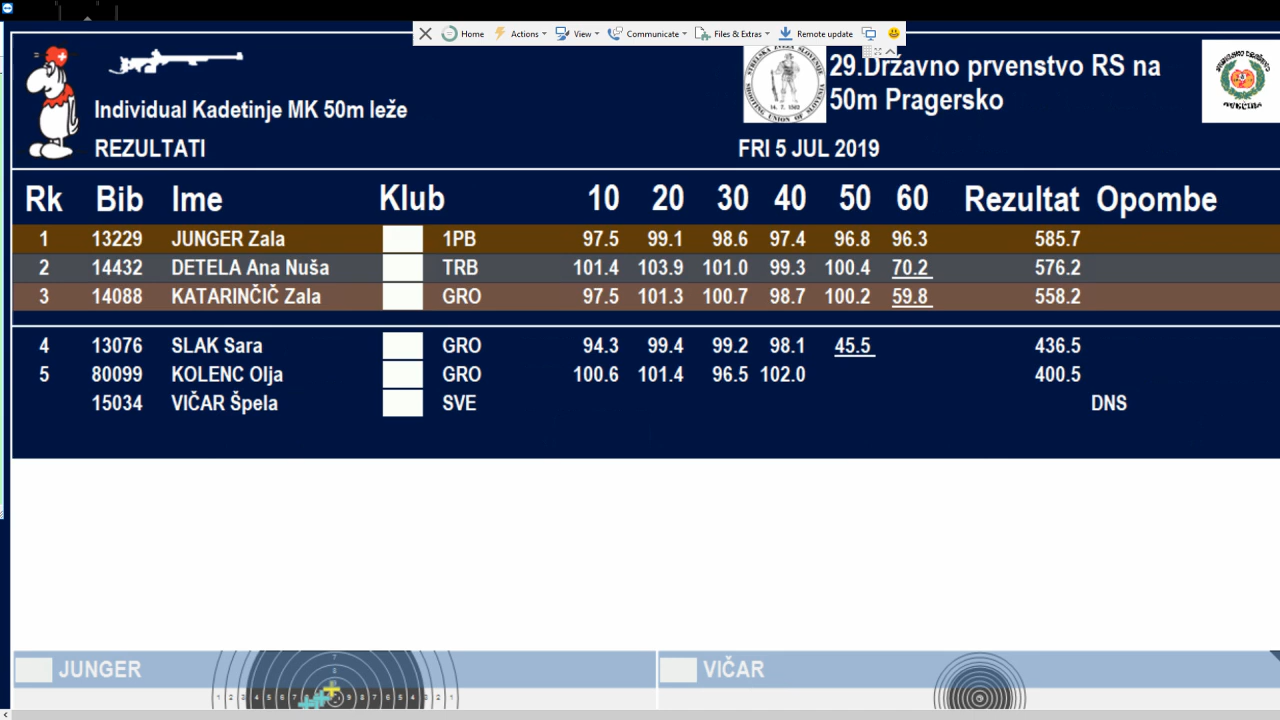 Home Actions View Communicate Files & Extras Remote update
29.Državno prvenstvo RS na
50m Pragersko
Individual Kadetinje MK 50m leže
REZULTATI
FRI 5 JUL 2019
Rk Bib Ime Klub 10 20 30 40 50 60 Rezultat Opombe
1 13229 JUNGER Zala 1PB 97.5 99.1 98.6 97.4 96.8 96.3 585.7
2 14432 DETELA Ana Nuša TRB 101.4 103.9 101.0 99.3 100.4 70.2 576.2
3 14088 KATARINČIČ Zala GRO 97.5 101.3 100.7 98.7 100.2 59.8 558.2
4 13076 SLAK Sara GRO 94.3 99.4 99.2 98.1 45.5 436.5
5 80099 KOLENC Olja GRO 100.6 101.4 96.5 102.0 400.5
15034 VIČAR Špela SVE DNS
JUNGER
VIČAR